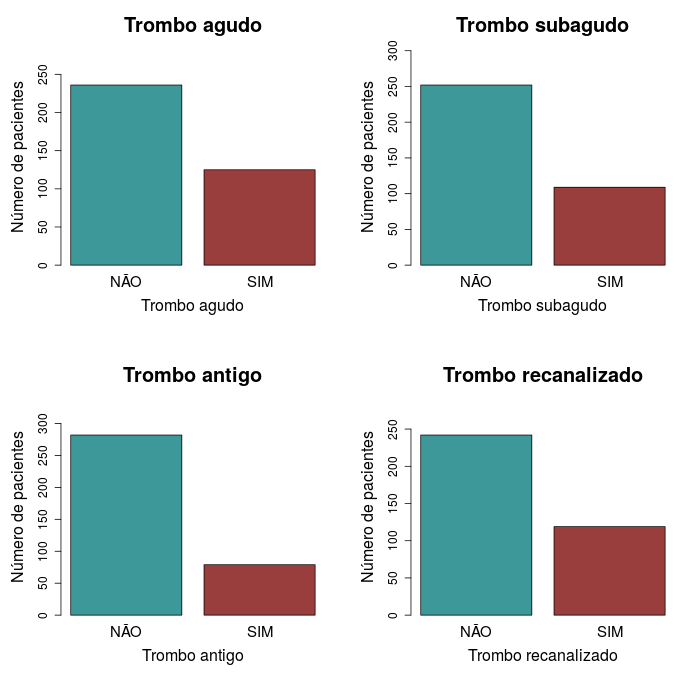 Trombo agudo
Número de pacientes
250
200
150
100
50
0
NÃO SIM
Trombo agudo
Trombo subagudo
Número de pacientes
300
250
200
150
100
50
0
NÃO SIM
Trombo subagudo
Trombo antigo
Número de pacientes
300
250
200
150
100
50
0
NÃO SIM
Trombo antigo
Trombo recanalizado
Número de pacientes
250
200
150
100
50
0
NÃO SIM
Trombo recanalizado